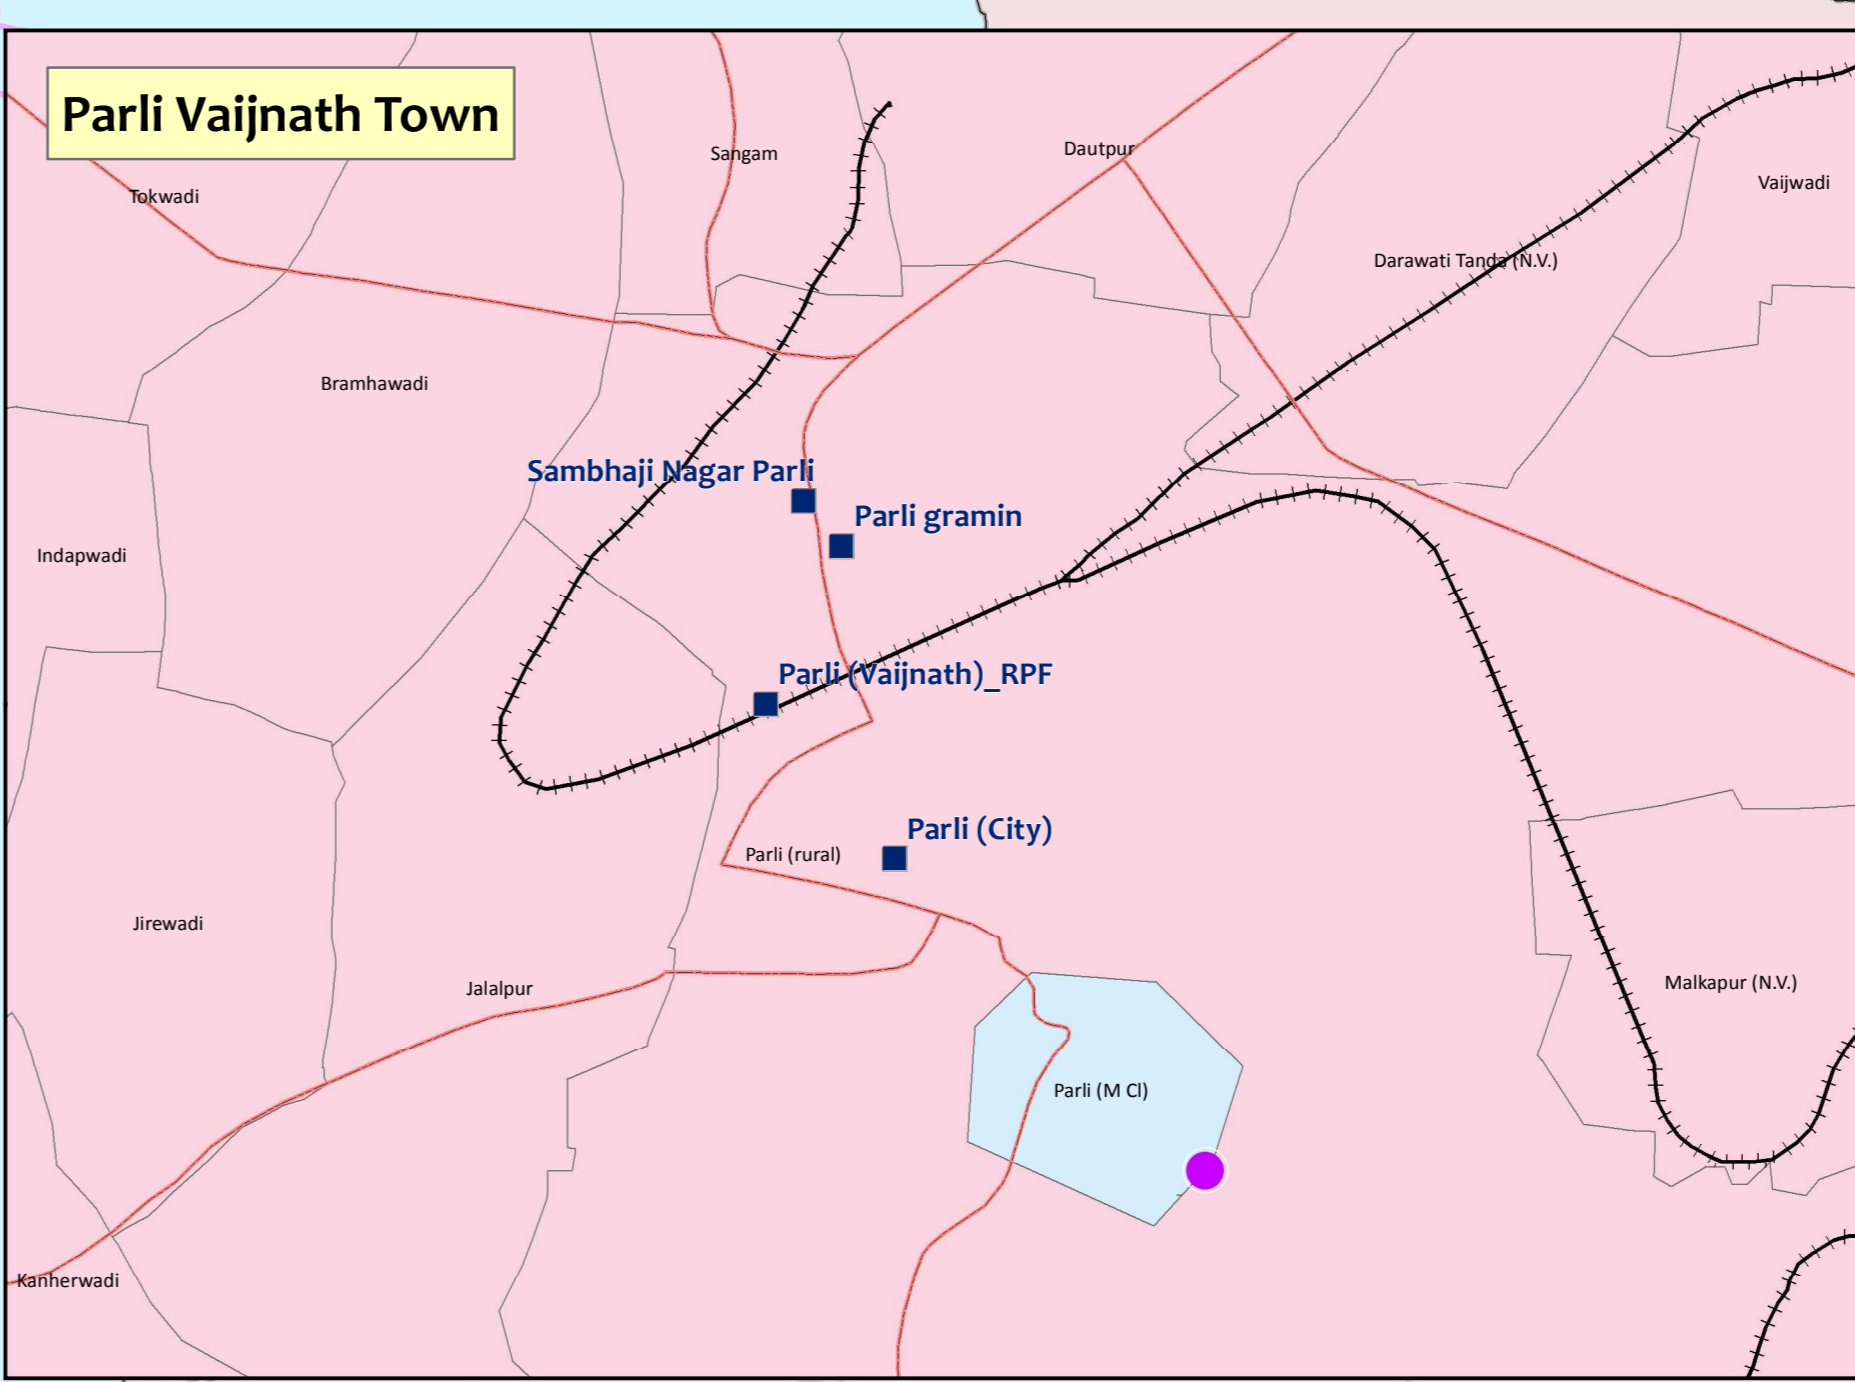 Parli Vaijnath Town
Sangam
Dautpur
Vaijwadi
Tokwadi
Darawati Tanda (N.V.)
Bramhawadi
Sambhaji Nagar Parli
Parli gramin
Indapwadi
Parli (Vaijnath)_RPF
Parli (City)
Parli (rural)
Jirewadi
Malkapur (N.V.)
Jalalpur
Parli (M Cl)
Kanherwadi